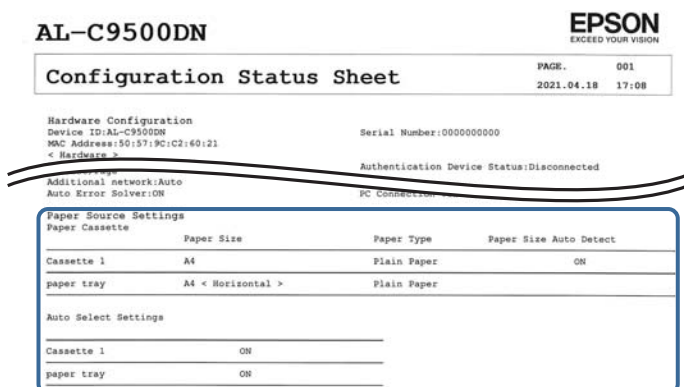 AL-C9500DN
EPSON
EXCEED YOUR VISION
Configuration Status Sheet
PAGE. 001
2021.04.18 17:08
Hardware Configuration
Device ID:AL-C9500DN
Serial Number:0000000000
MAC Address:50:57:9C:C2:60:21
< Hardware >
Authentication Device Status:Disconnected
Additional network:Auto
Auto Error Solver:ON
PC Connection
Paper Source Settings
Paper Cassette
Paper Size Paper Type Paper Size Auto Detect
Cassette 1 A4 Plain Paper ON
paper tray A4 < Horizontal > Plain Paper
Auto Select Settings
Cassette 1 ON
paper tray ON